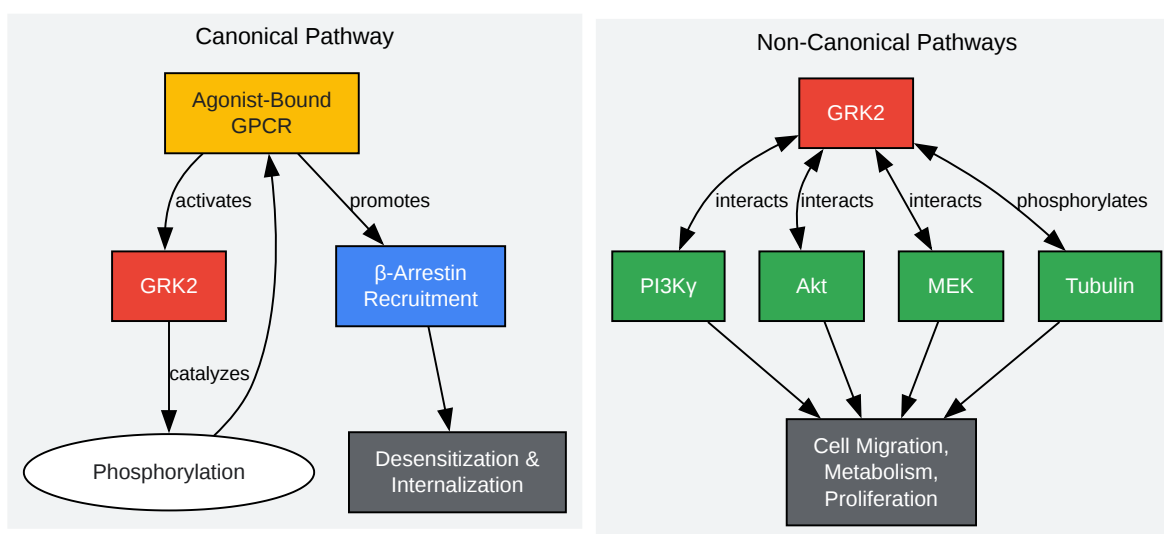 Canonical Pathway
Agonist-Bound
GPCR
activates
promotes
GRK2
β-Arrestin
Recruitment
catalyzes
Phosphorylation
Desensitization &
Internalization
Non-Canonical Pathways
GRK2
interacts
interacts
interacts
phosphorylates
PI3Kγ
Akt
MEK
Tubulin
Cell Migration,
Metabolism,
Proliferation